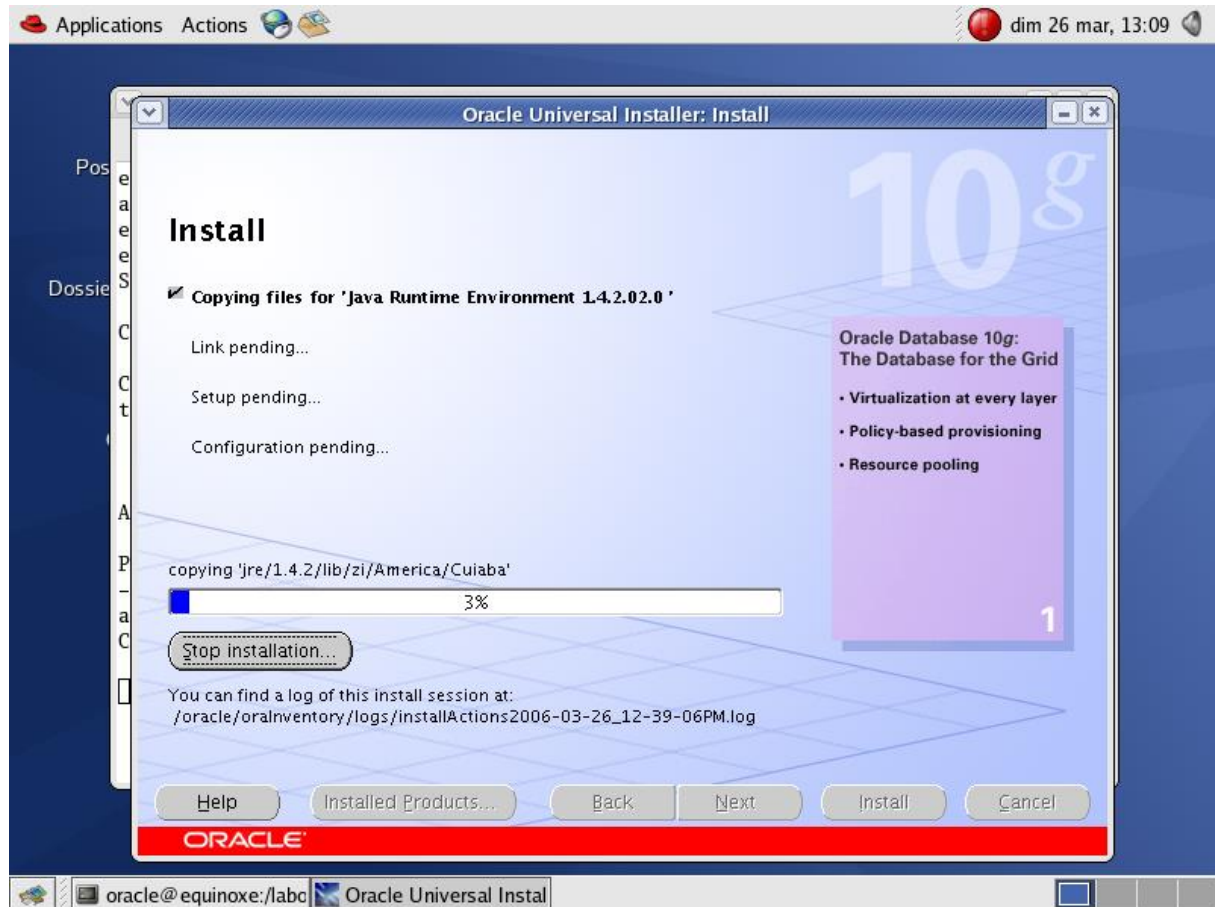 Applications Actions
dim 26 mar, 13:09
Oracle Universal Installer: Install
Pos
e
a
e
e
Dossie
S
C
C
t
A
P
-
a
C
10g
Install
Copying files for 'Java Runtime Environment 1.4.2.02.0 '
Link pending...
Setup pending...
Configuration pending...
Oracle Database 10g:
The Database for the Grid
• Virtualization at every layer
• Policy-based provisioning
• Resource pooling
1
copying 'jre/1.4.2/lib/zi/America/Cuiaba'
3%
Stop installation...
You can find a log of this install session at:
/oracle/oraInventory/logs/installActions2006-03-26_12-39-06PM.log
Help Installed Products... Back Next Install Cancel
ORACLE
oracle@equinoxe:/labo Oracle Universal Instal